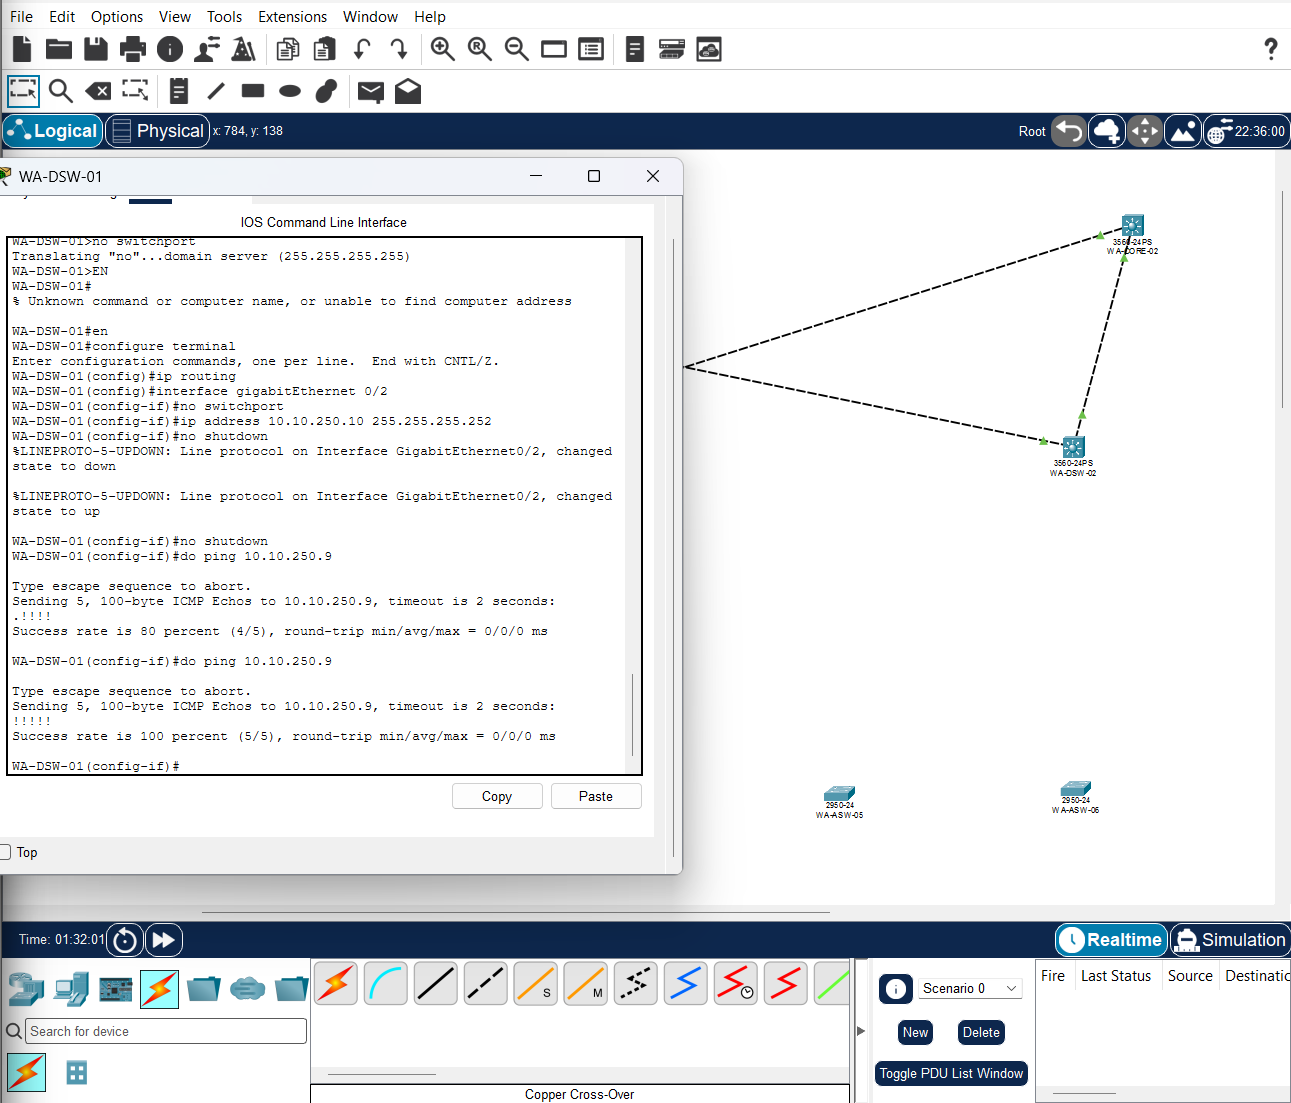 File Edit Options View Tools Extensions Window Help
Logical Physical x: 784, y: 138 Root 22:36:00
WA-DSW-01
IOS Command Line Interface
WA-DSW-01>no switchport
Translating "no"...domain server (255.255.255.255)
WA-DSW-01>EN
WA-DSW-01#
% Unknown command or computer name, or unable to find computer address
WA-DSW-01#en
WA-DSW-01#configure terminal
Enter configuration commands, one per line.  End with CNTL/Z.
WA-DSW-01(config)#ip routing
WA-DSW-01(config)#interface gigabitEthernet 0/2
WA-DSW-01(config-if)#no switchport
WA-DSW-01(config-if)#ip address 10.10.250.10 255.255.255.252
WA-DSW-01(config-if)#no shutdown
%LINEPROTO-5-UPDOWN: Line protocol on Interface GigabitEthernet0/2, changed
state to down
%LINEPROTO-5-UPDOWN: Line protocol on Interface GigabitEthernet0/2, changed
state to up
WA-DSW-01(config-if)#no shutdown
WA-DSW-01(config-if)#do ping 10.10.250.9
Type escape sequence to abort.
Sending 5, 100-byte ICMP Echos to 10.10.250.9, timeout is 2 seconds:
.!!!!
Success rate is 80 percent (4/5), round-trip min/avg/max = 0/0/0 ms
WA-DSW-01(config-if)#do ping 10.10.250.9
Type escape sequence to abort.
Sending 5, 100-byte ICMP Echos to 10.10.250.9, timeout is 2 seconds:
!!!!!
Success rate is 100 percent (5/5), round-trip min/avg/max = 0/0/0 ms
WA-DSW-01(config-if)#
Copy Paste
Top
3560-24PS
WA-CORE-02
3560-24PS
WA-DSW-02
2950-24
WA-ASW-05
2950-24
WA-ASW-06
Time: 01:32:01 Realtime Simulation
S M
Search for device
Copper Cross-Over
Scenario 0
New Delete
Toggle PDU List Window
Fire Last Status Source Destinatic